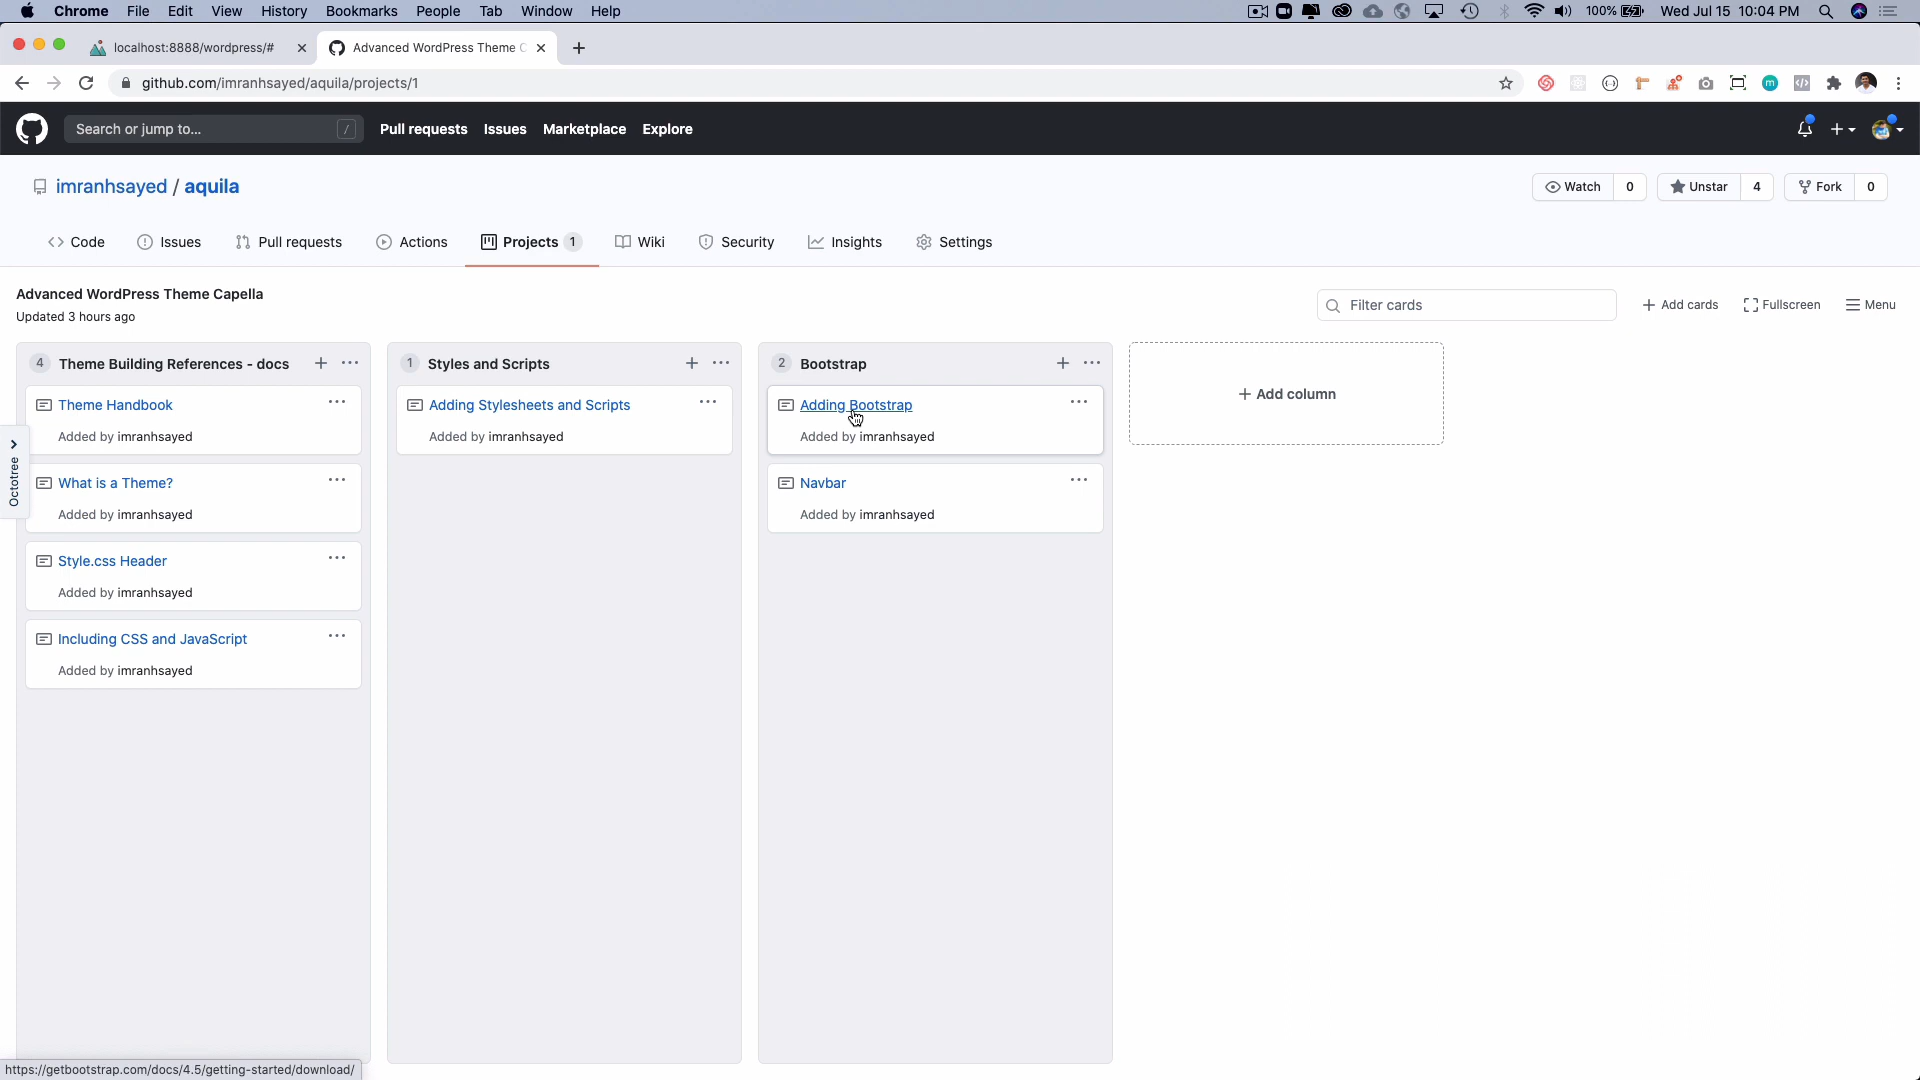 Chrome File Edit View History Bookmarks People Tab Window Help
100% Wed Jul 15 10:04 PM
localhost:8888/wordpress/#
Advanced WordPress Theme C
github.com/imranhsayed/aquila/projects/1
Search or jump to... /
Pull requests Issues Marketplace Explore
imranhsayed / aquila
Watch 0 Unstar 4 Fork 0
Code Issues Pull requests Actions Projects 1 Wiki Security Insights Settings
Advanced WordPress Theme Capella
Updated 3 hours ago
Filter cards
+ Add cards Fullscreen Menu
4 Theme Building References - docs
Theme Handbook
Added by imranhsayed
What is a Theme?
Added by imranhsayed
Style.css Header
Added by imranhsayed
Including CSS and JavaScript
Added by imranhsayed
1 Styles and Scripts
Adding Stylesheets and Scripts
Added by imranhsayed
2 Bootstrap
Adding Bootstrap
Added by imranhsayed
Navbar
Added by imranhsayed
+ Add column
Octotree
https://getbootstrap.com/docs/4.5/getting-started/download/